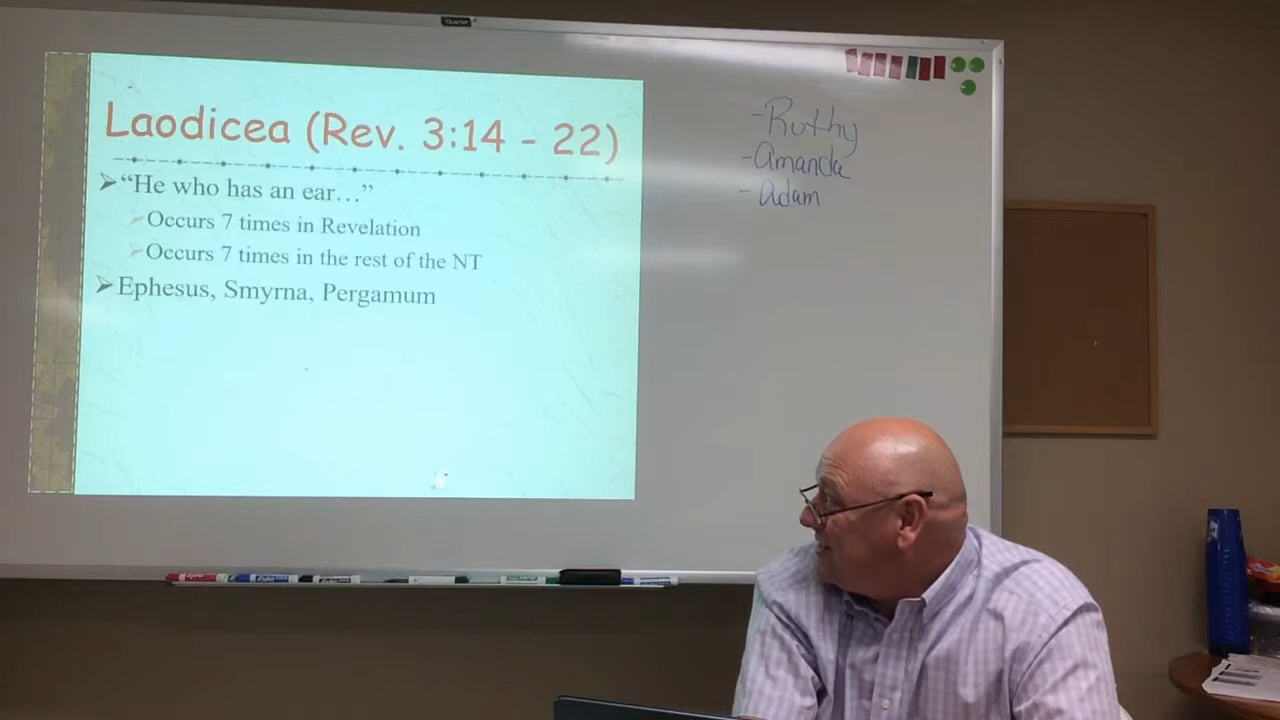 Laodicea (Rev. 3:14 - 22)
"He who has an ear…"
Occurs 7 times in Revelation
Occurs 7 times in the rest of the NT
Ephesus, Smyrna, Pergamum
-Ruthy
-Amanda
-Adam